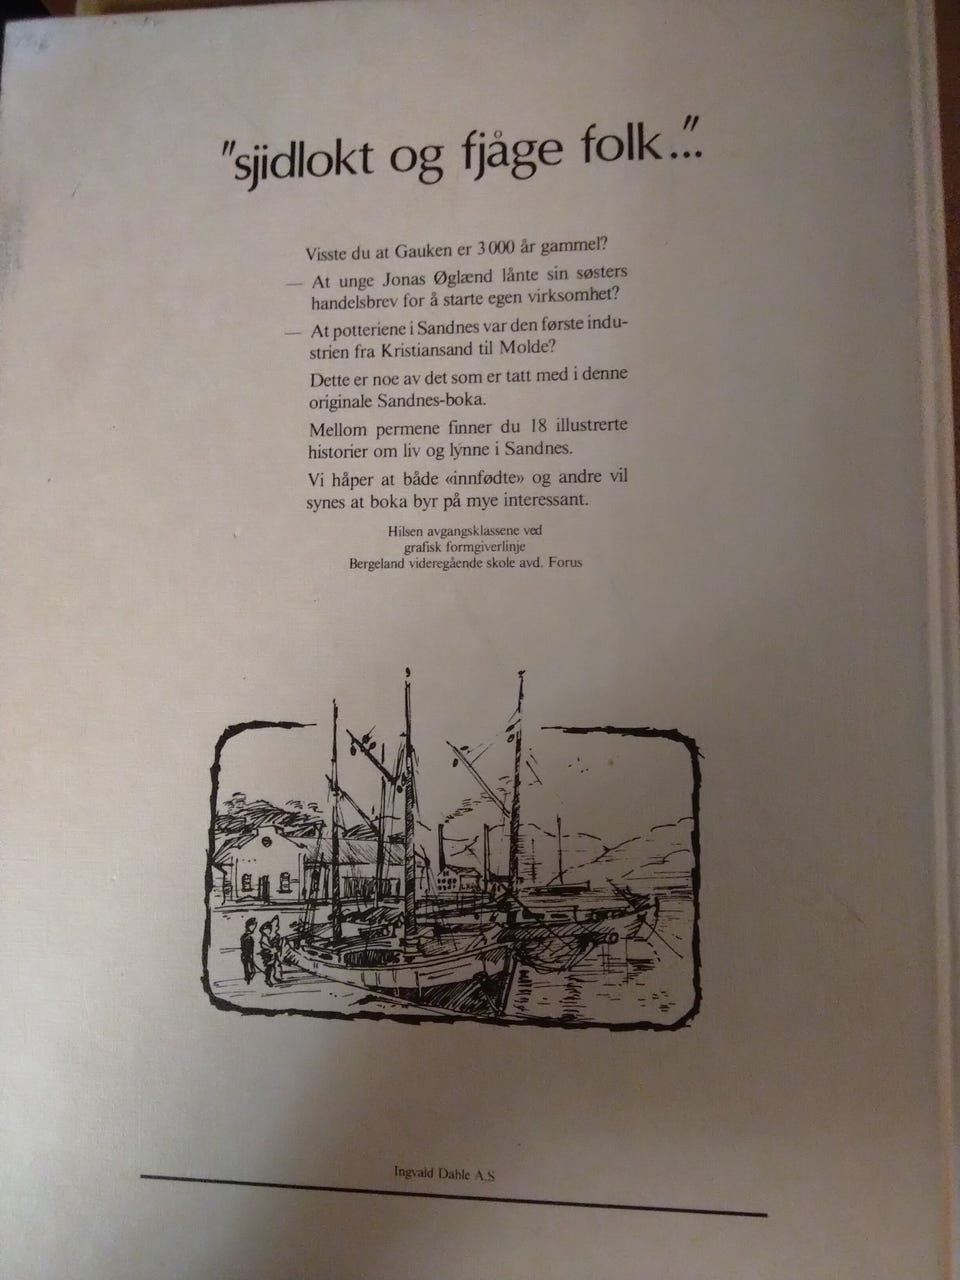 "sjidlokt og fjåge folk..."
Visste du at Gauken er 3000 år gammel?
— At unge Jonas Øglænd lånte sin søsters
handelsbrev for å starte egen virksomhet?
— At potteriene i Sandnes var den første indu-
strien fra Kristiansand til Molde?
Dette er noe av det som er tatt med i denne
originale Sandnes-boka.
Mellom permene finner du 18 illustrerte
historier om liv og lynne i Sandnes.
Vi håper at både «innfødte» og andre vil
synes at boka byr på mye interessant.
Hilsen avgangsklassene ved
grafisk formgiverlinje
Bergeland videregående skole avd. Forus
Ingvald Dahle A.S